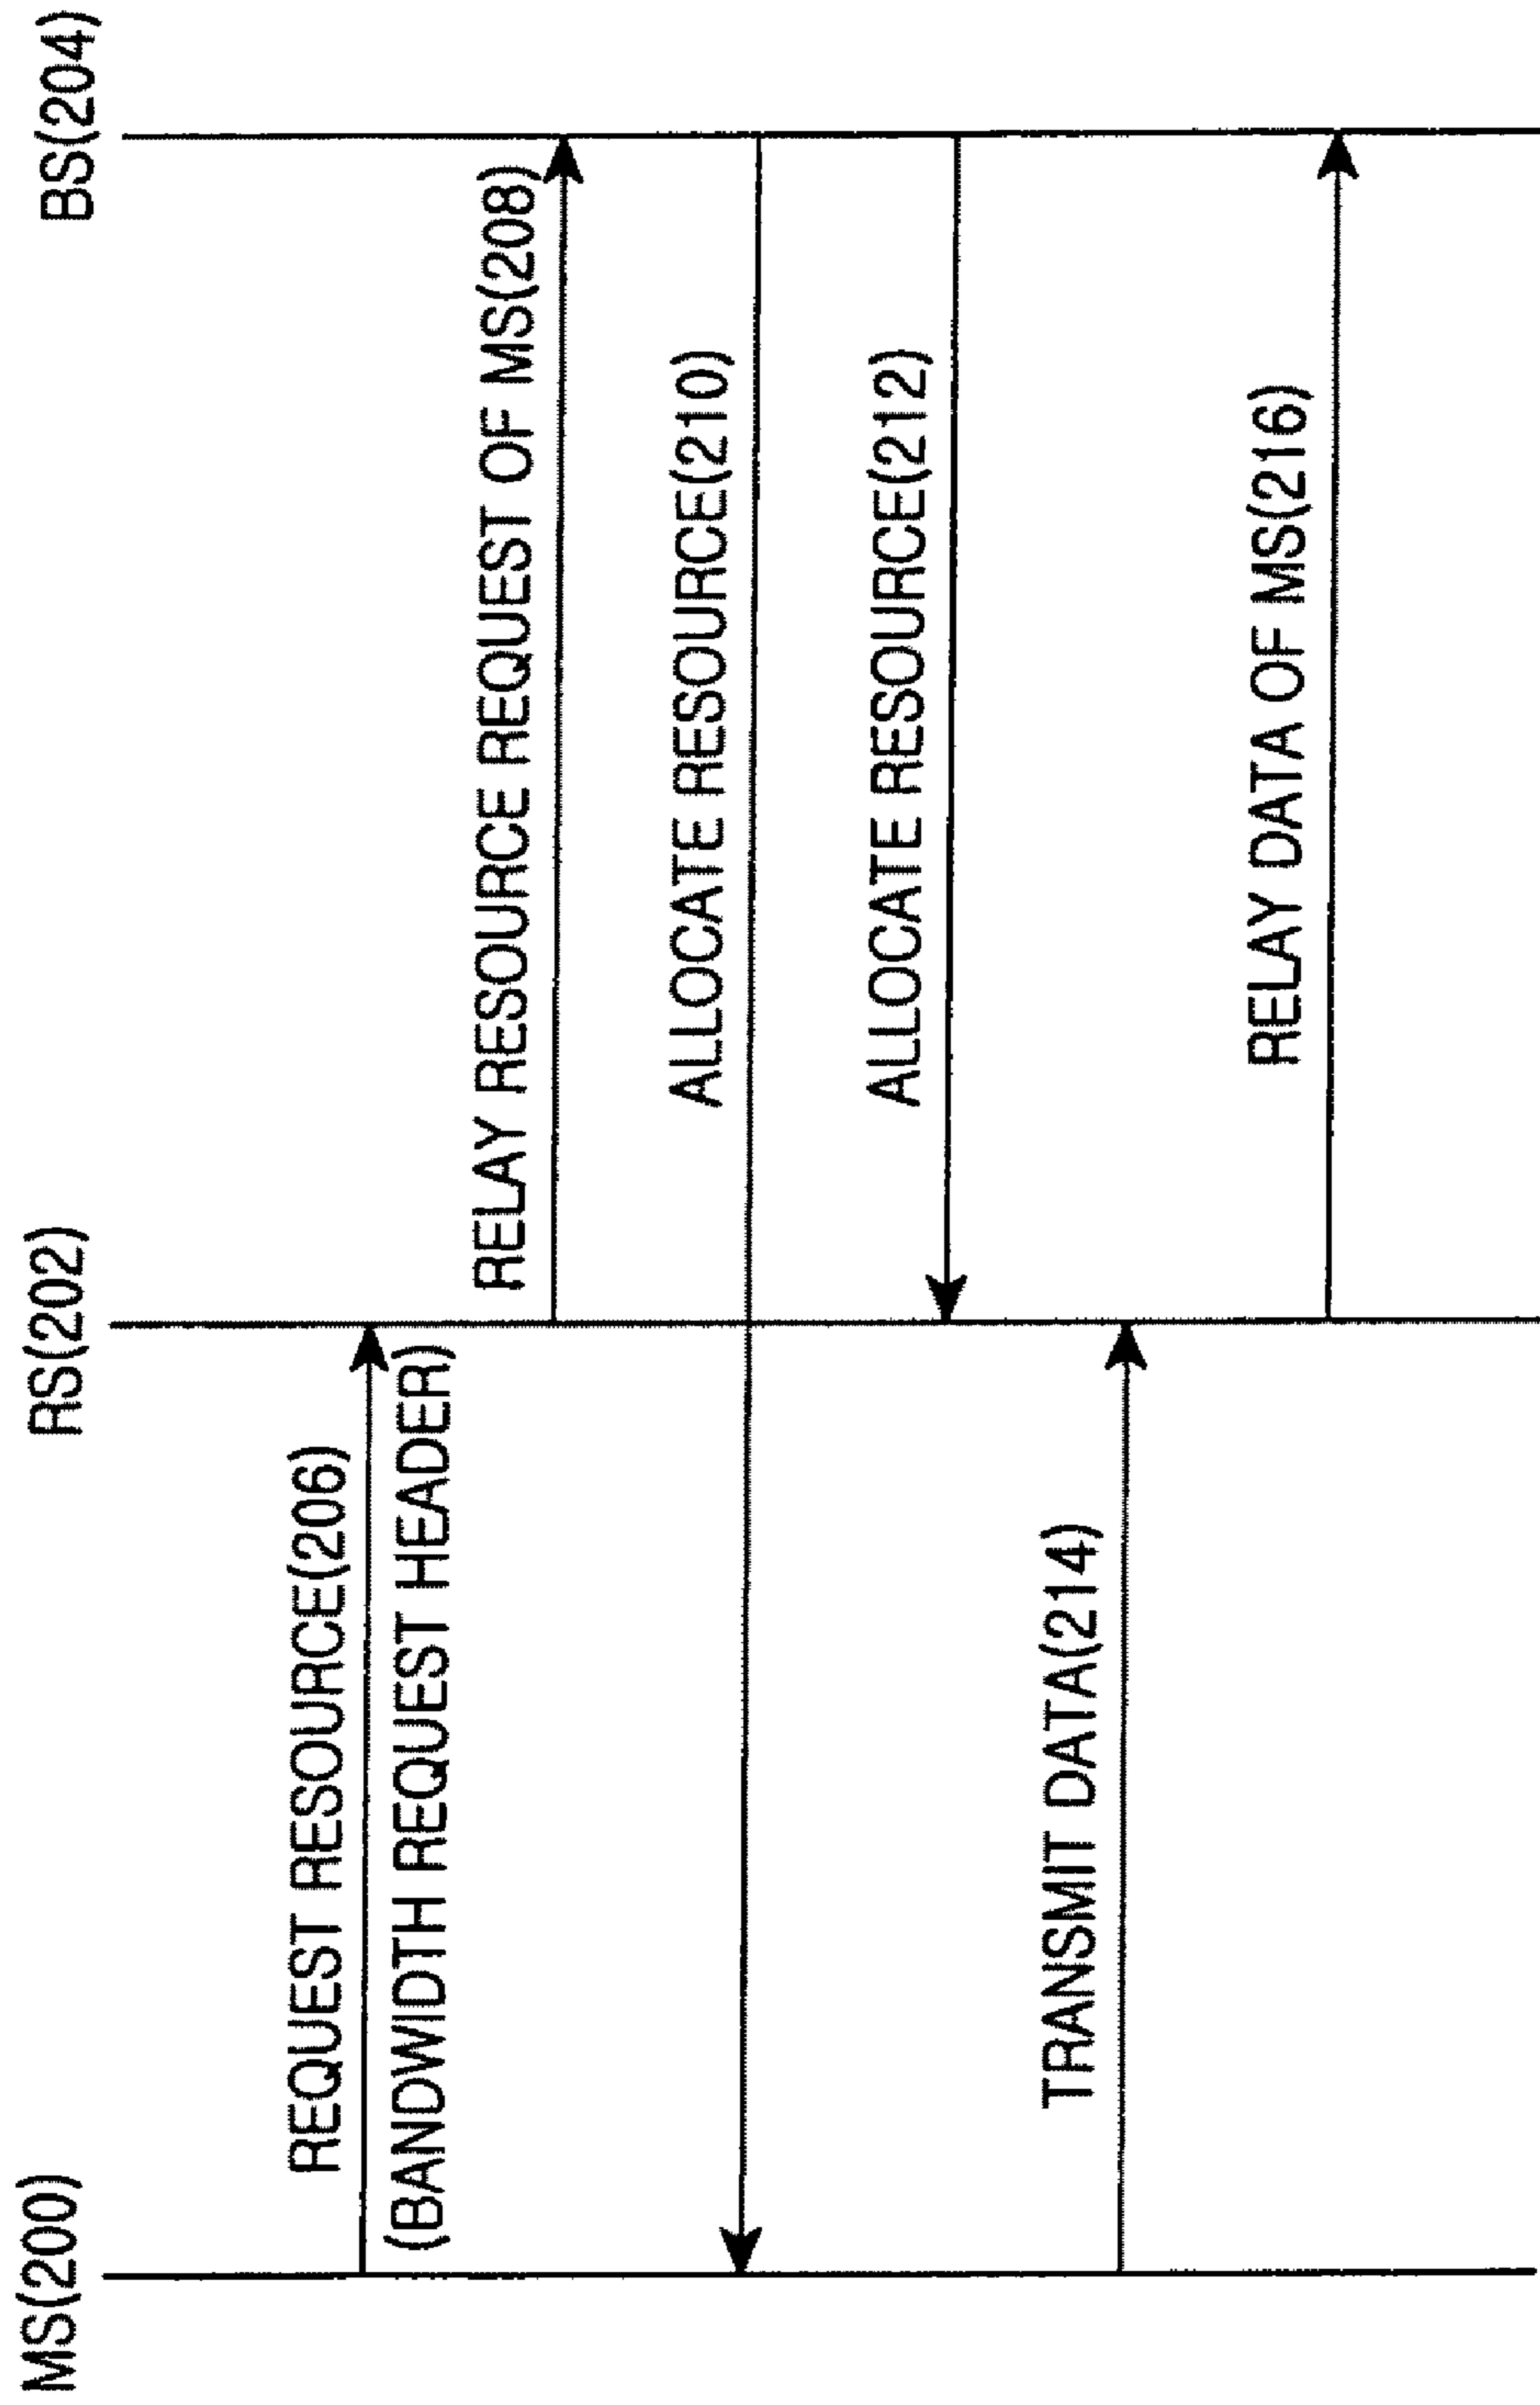 MS(200)
RS(202)
BS(204)
REQUEST RESOURCE(206)
(BANDWIDTH REQUEST HEADER)
RELAY RESOURCE REQUEST OF MS(208)
ALLOCATE RESOURCE(210)
ALLOCATE RESOURCE(212)
TRANSMIT DATA(214)
RELAY DATA OF MS(216)